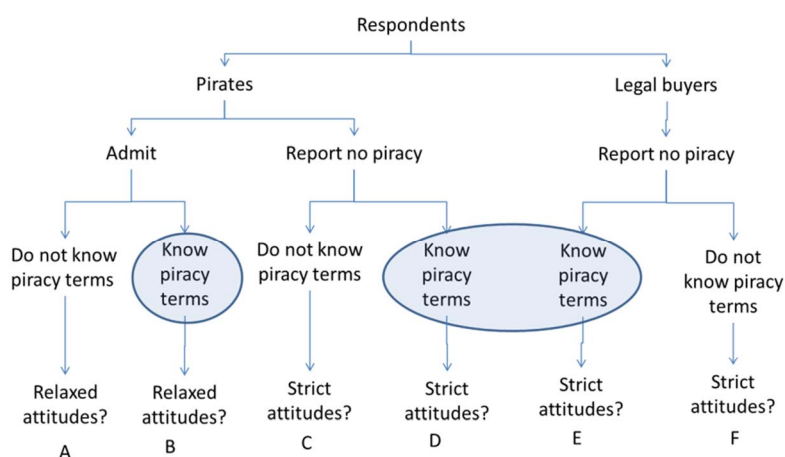 Respondents
Pirates
Legal buyers
Admit
Report no piracy
Report no piracy
Do not know
piracy terms
Know
piracy
terms
Do not know
piracy terms
Know
piracy
terms
Know
piracy
terms
Do not
know piracy
terms
Relaxed
attitudes?
A
Relaxed
attitudes?
B
Strict
attitudes?
C
Strict
attitudes?
D
Strict
attitudes?
E
Strict
attitudes?
F